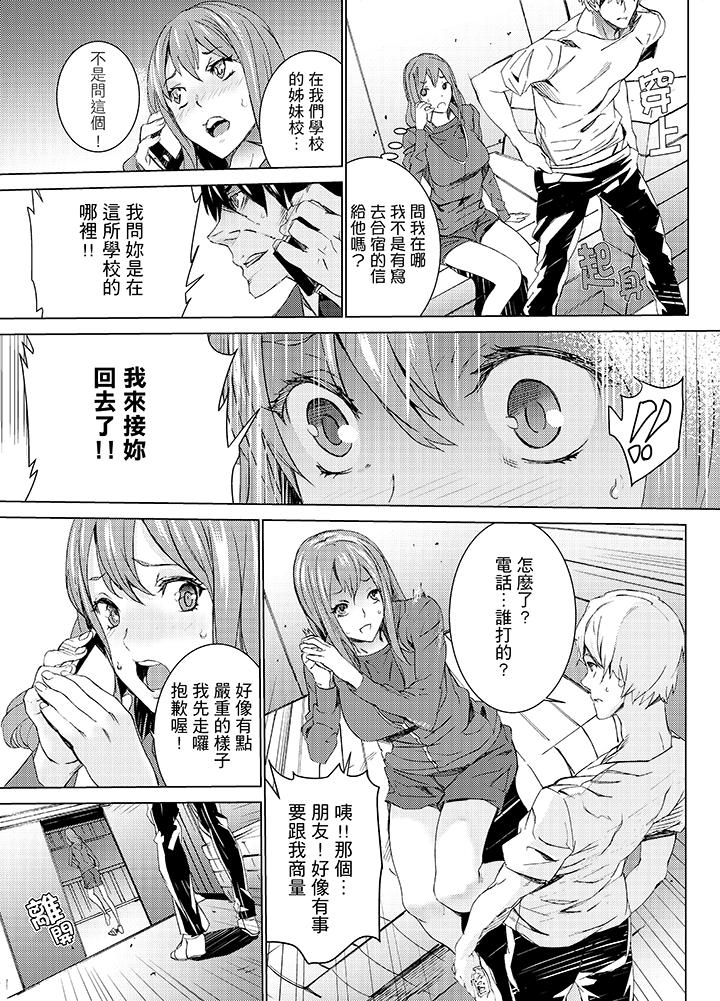 穿上
起身
問我在哪
我不是有寫
去合宿的信
給他嗎？
在我們學校
的姊妹校…
不是問這個！
我問妳是在
這所學校的
哪裡!!
!!
我來接妳
回去了!!
怎麼了？
電話…誰打的？
咦!!那個…
朋友！好像有事
要跟我商量
好像有點
嚴重的樣子
我先走囉
抱歉喔！
離開